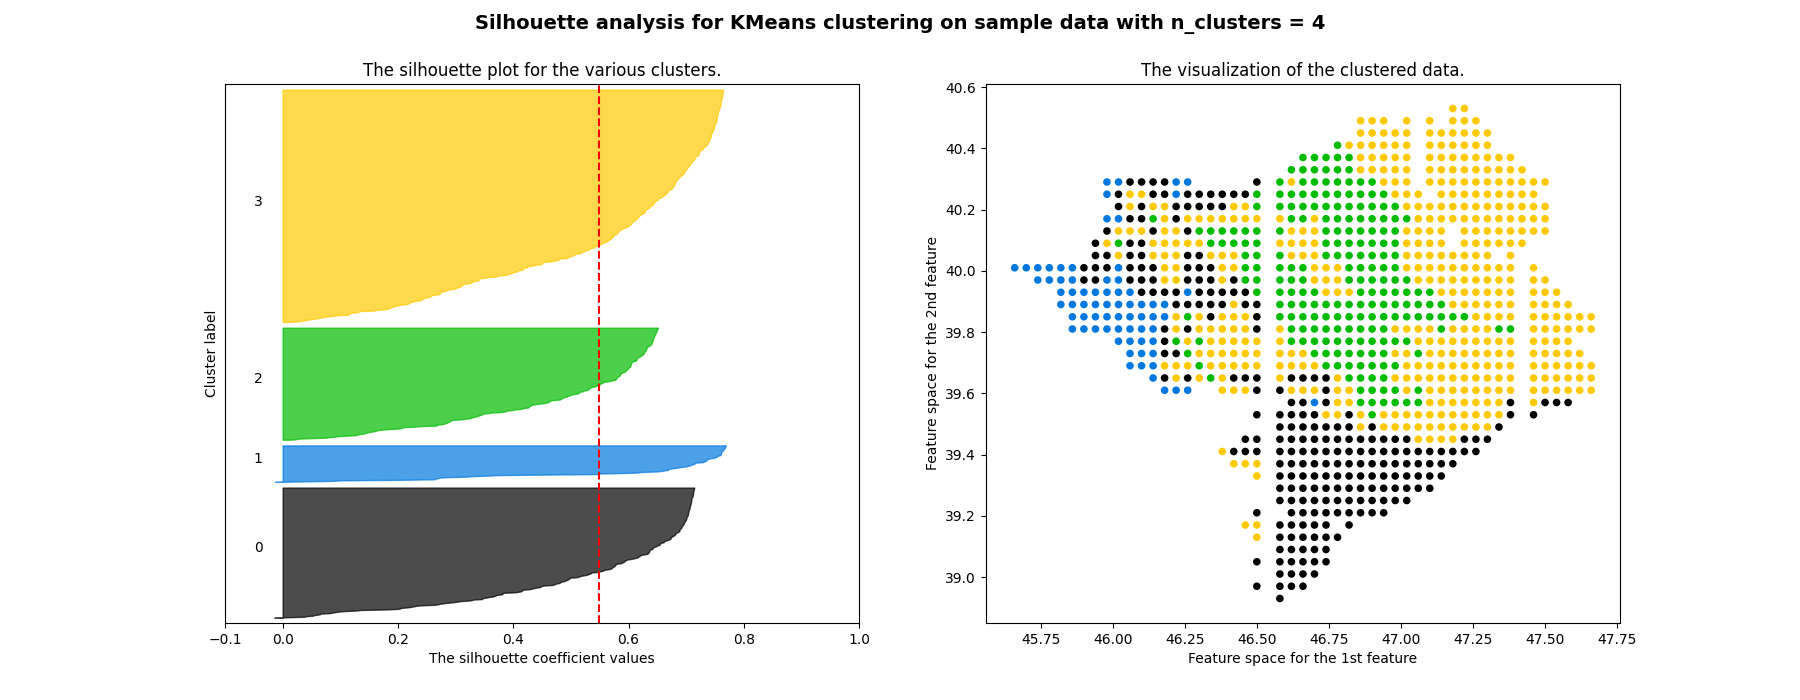 Silhouette analysis for KMeans clustering on sample data with n_clusters = 4
The silhouette plot for the various clusters.
Cluster label
3
2
1
0
−0.1 0.0 0.2 0.4 0.6 0.8 1.0
The silhouette coefficient values
The visualization of the clustered data.
Feature space for the 2nd feature
40.6
40.4
40.2
40.0
39.8
39.6
39.4
39.2
39.0
45.75 46.00 46.25 46.50 46.75 47.00 47.25 47.50 47.75
Feature space for the 1st feature